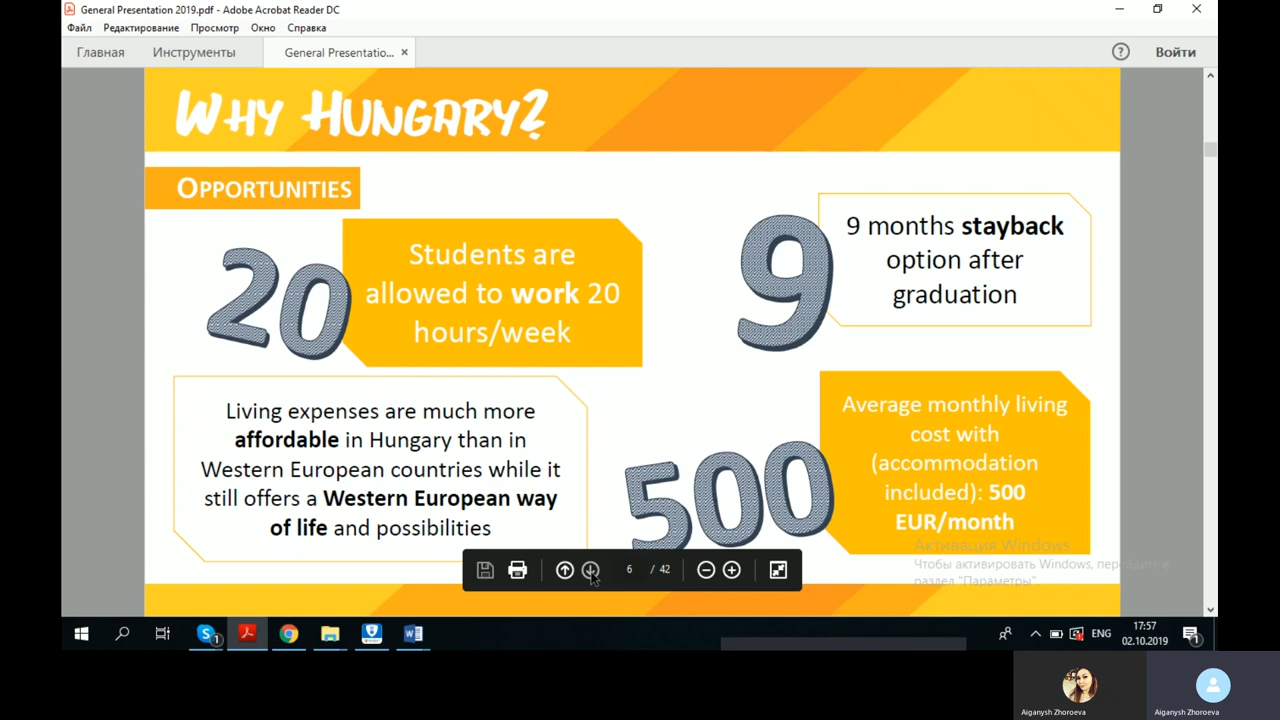 General Presentation 2019.pdf - Adobe Acrobat Reader DC
Файл Редактирование Просмотр Окно Справка
Главная Инструменты General Presentatio... × ? Войти
WHY HUNGARY?
OPPORTUNITIES
20
Students are
allowed to work 20
hours/week
9
9 months stayback
option after
graduation
Living expenses are much more
affordable in Hungary than in
Western European countries while it
still offers a Western European way
of life and possibilities
500
Average monthly living
cost with
(accommodation
included): 500
EUR/month
Активация Windows
Чтобы активировать Windows, перейдите в
раздел "Параметры".
6 / 42
1
ENG
17:57
02.10.2019
1
Aiganysh Zhoroeva
Aiganysh Zhoroeva